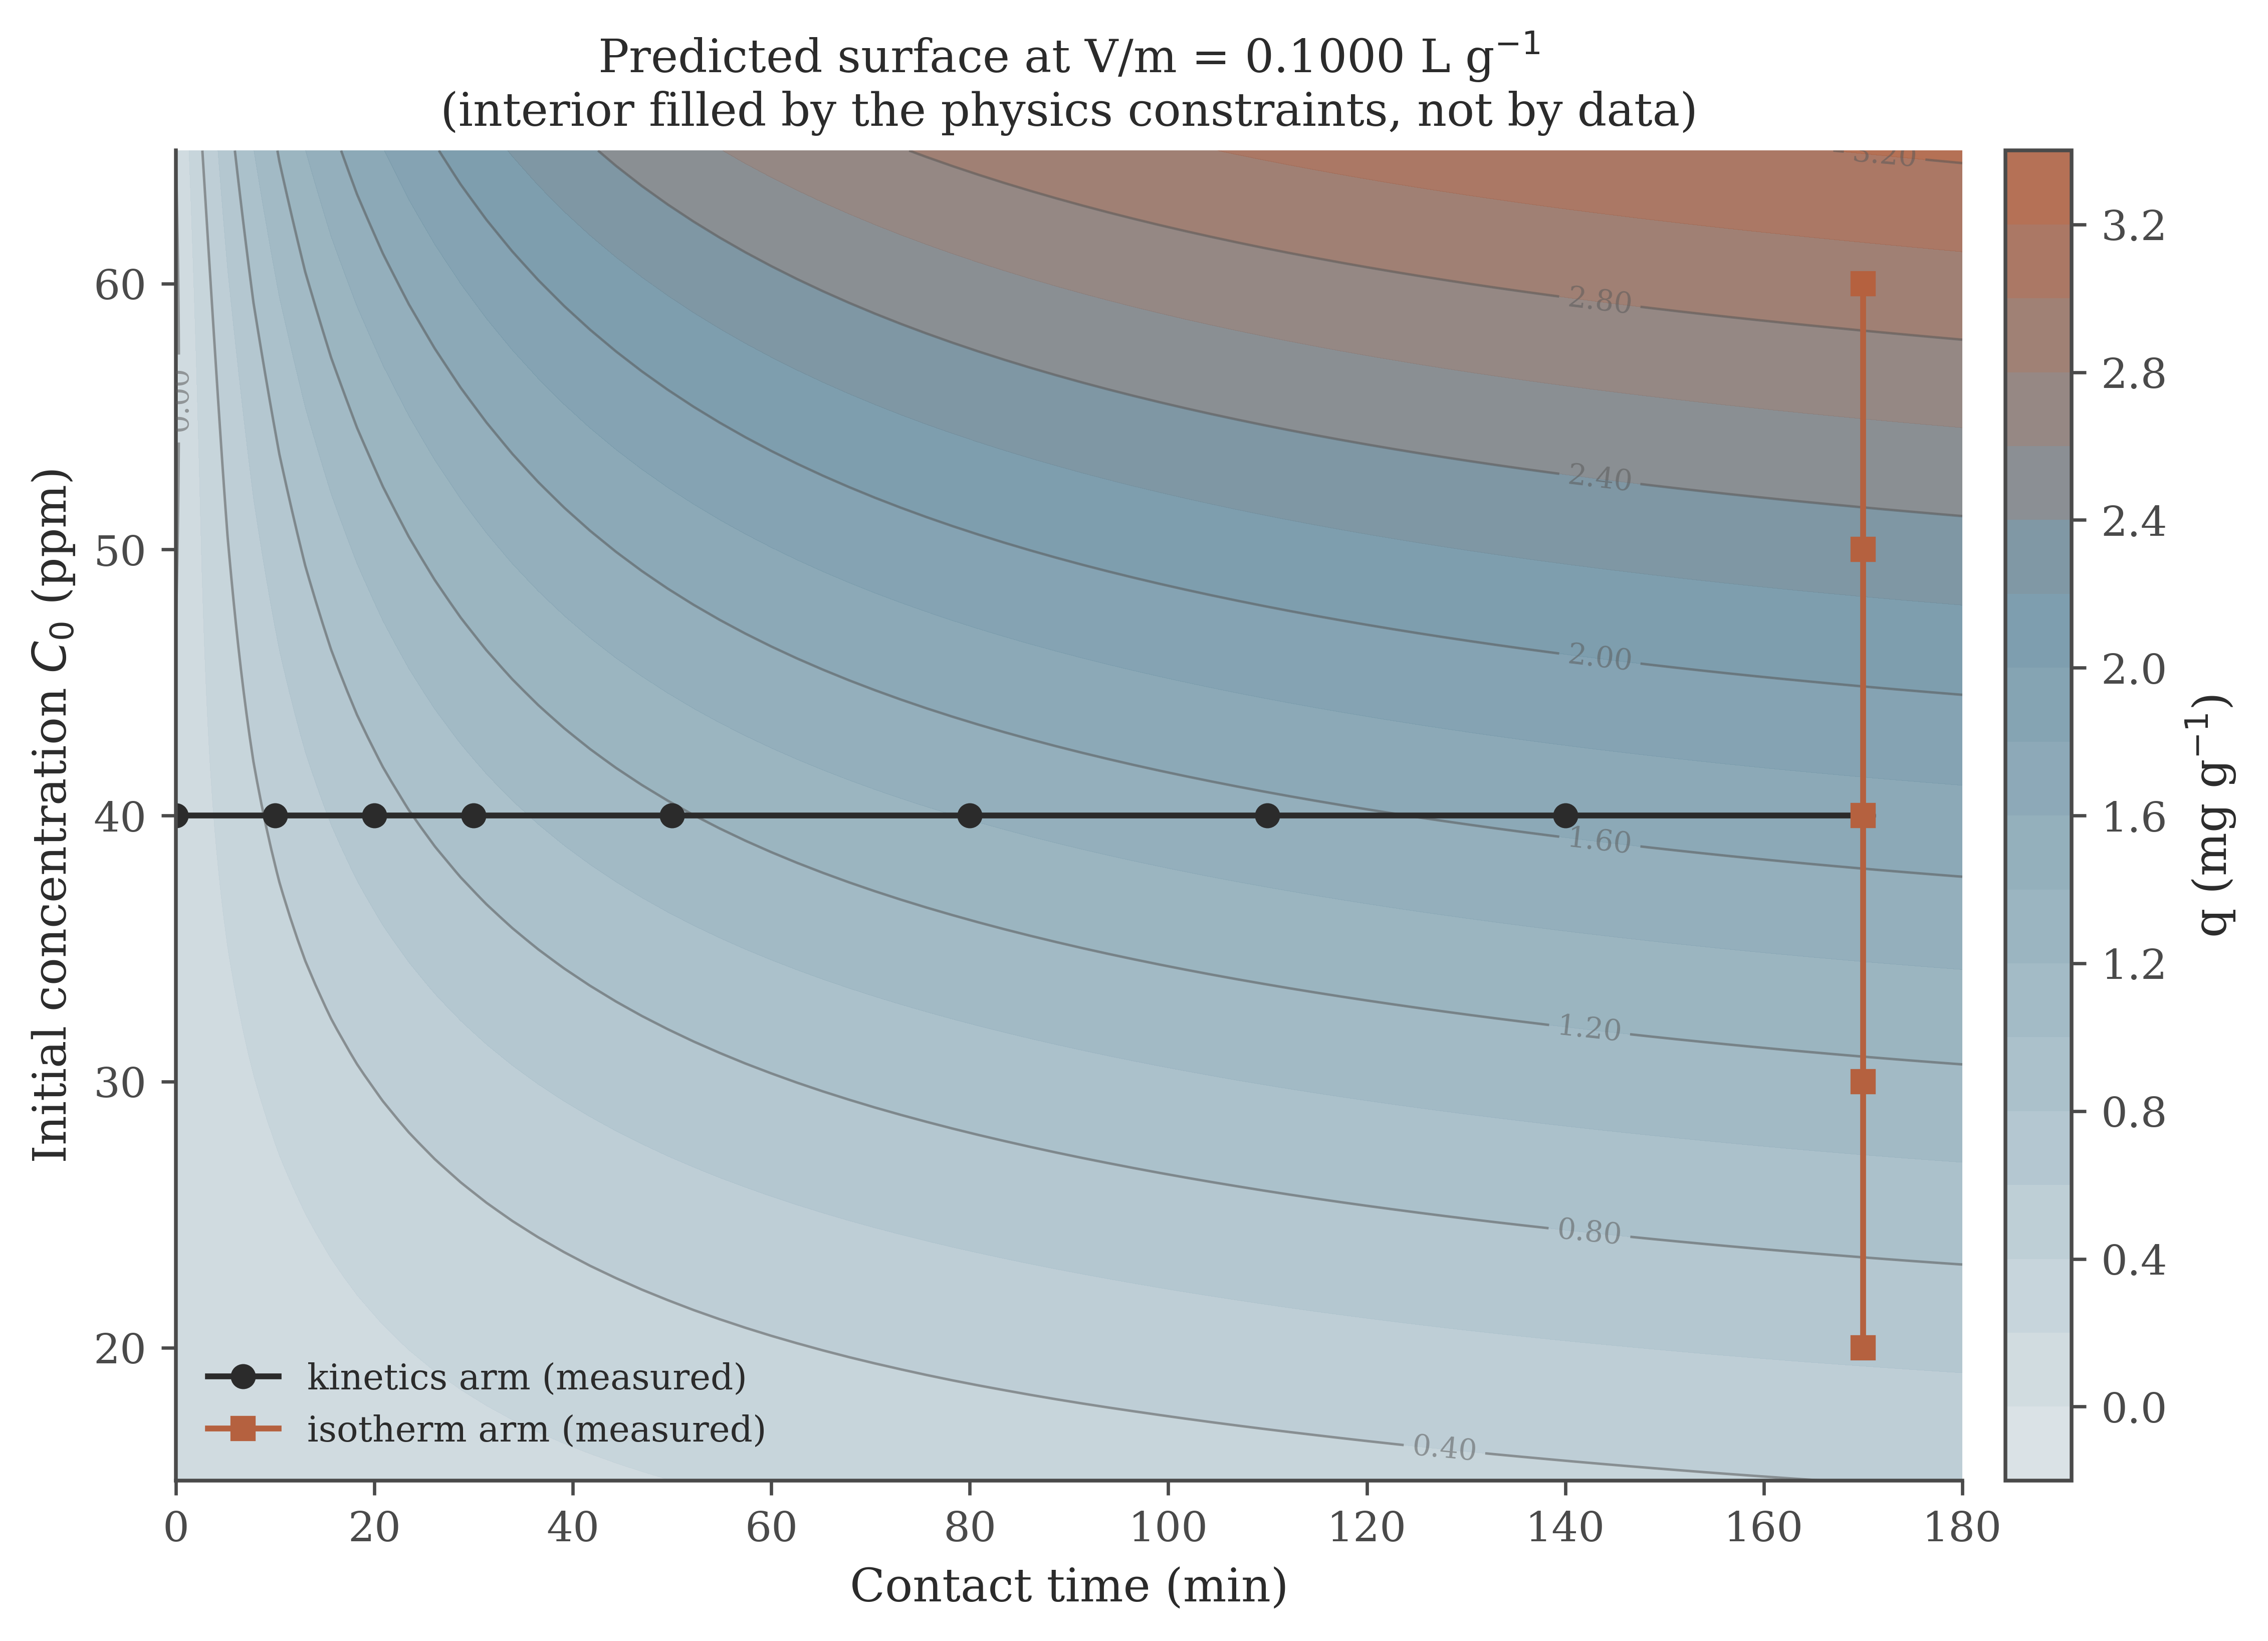 Predicted surface at V/m = 0.1000 L g⁻¹
(interior filled by the physics constraints, not by data)
Initial concentration C₀ (ppm)
60
50
40
30
20
0.00
3.20
2.80
2.40
2.00
1.60
1.20
0.80
0.40
kinetics arm (measured)
isotherm arm (measured)
0 20 40 60 80 100 120 140 160 180
Contact time (min)
3.2
2.8
2.4
2.0
1.6
1.2
0.8
0.4
0.0
q (mg g⁻¹)